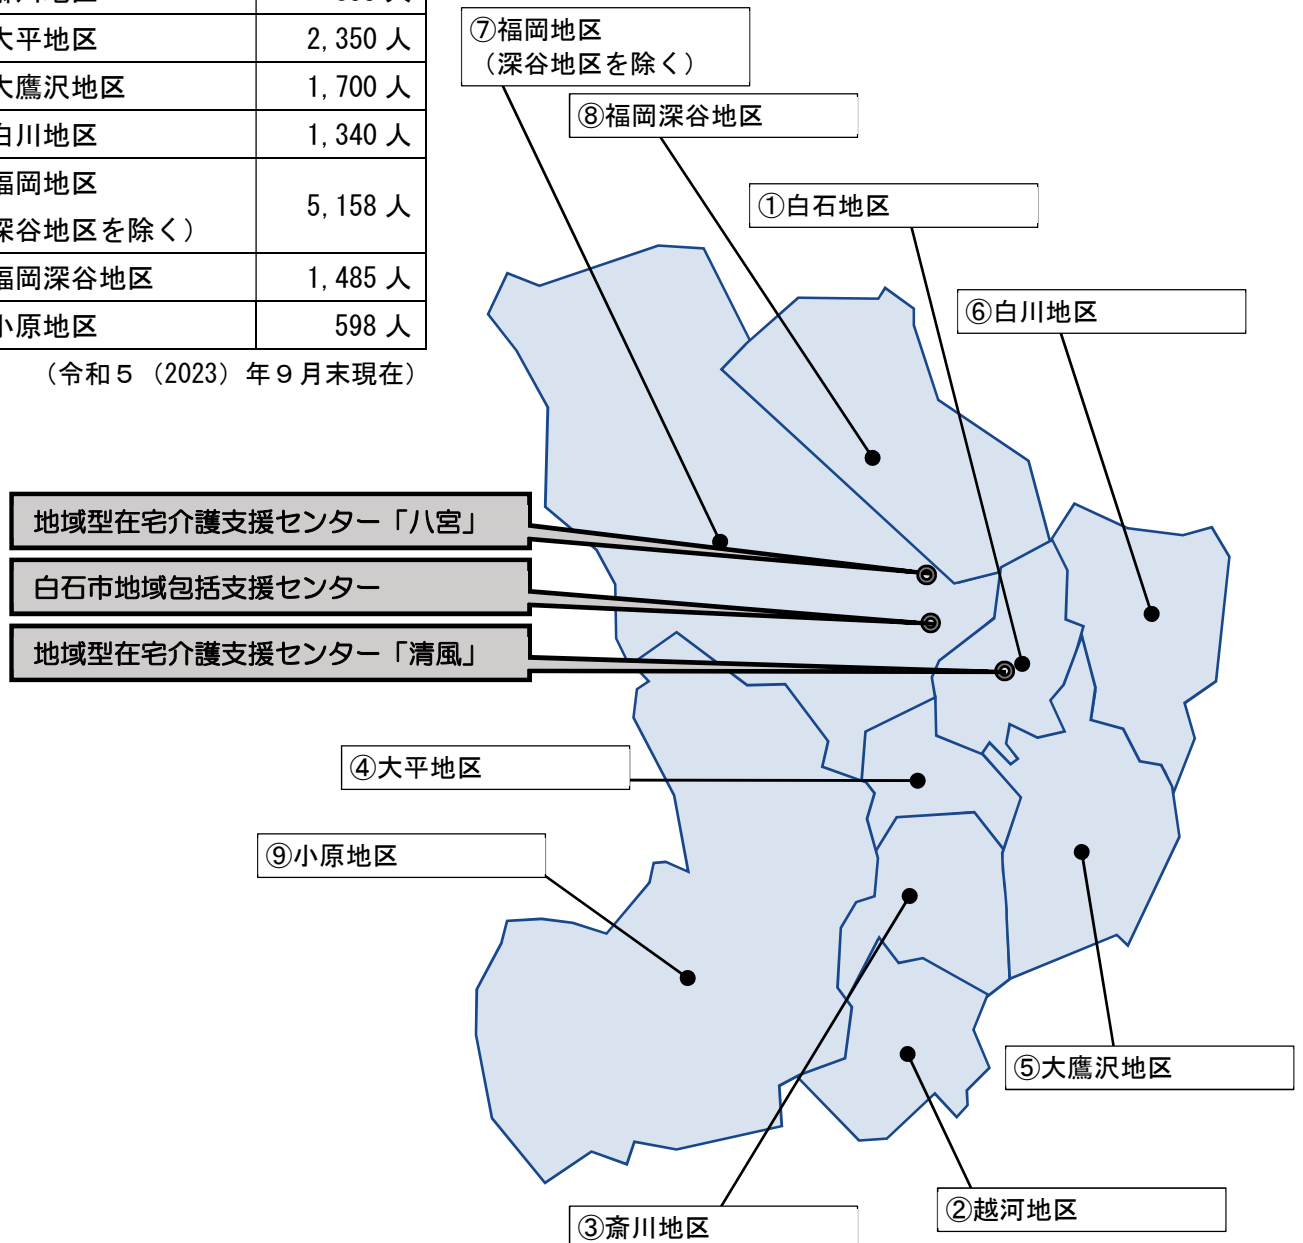 大平地区 2,350 人
大鷹沢地区 1,700 人
白川地区 1,340 人
福岡地区
深谷地区を除く） 5,158 人
福岡深谷地区 1,485 人
小原地区 598 人
（令和５（2023）年９月末現在）
⑦福岡地区
（深谷地区を除く）
⑧福岡深谷地区
①白石地区
⑥白川地区
地域型在宅介護支援センター「八宮」
白石市地域包括支援センター
地域型在宅介護支援センター「清風」
④大平地区
⑨小原地区
⑤大鷹沢地区
②越河地区
③斎川地区